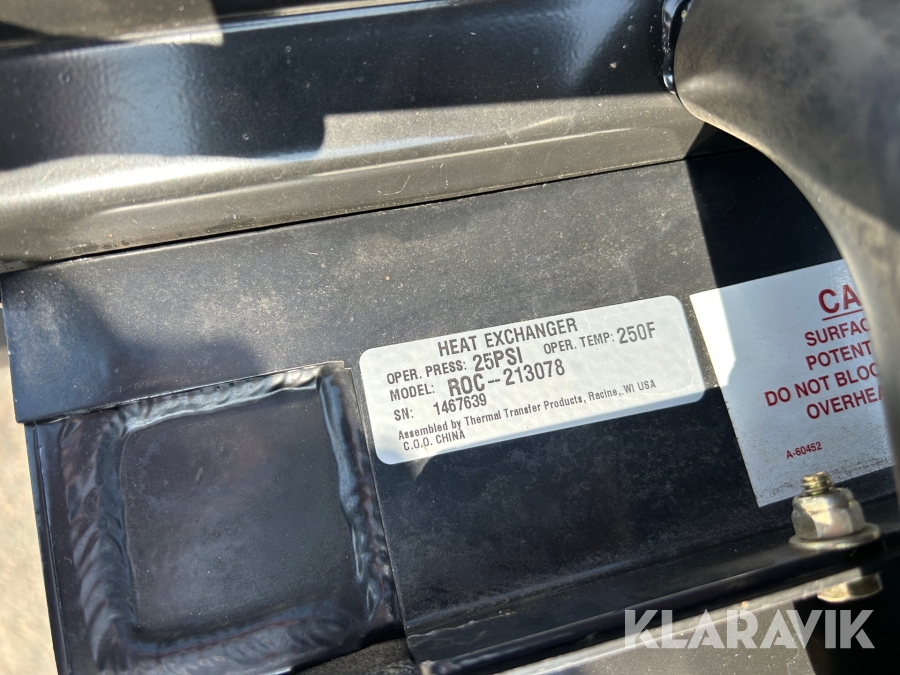 HEAT EXCHANGER
OPER. PRESS: 25PSI OPER. TEMP: 250F
MODEL: ROC-213078
SN: 1467639
Assembled by Thermal Transfer Products, Racine,. WI USA
C.O.O. CHINA
CA
SURFAC
POTENT
DO NOT BLOC
OVERHEA
A-60452
KLARAVIK